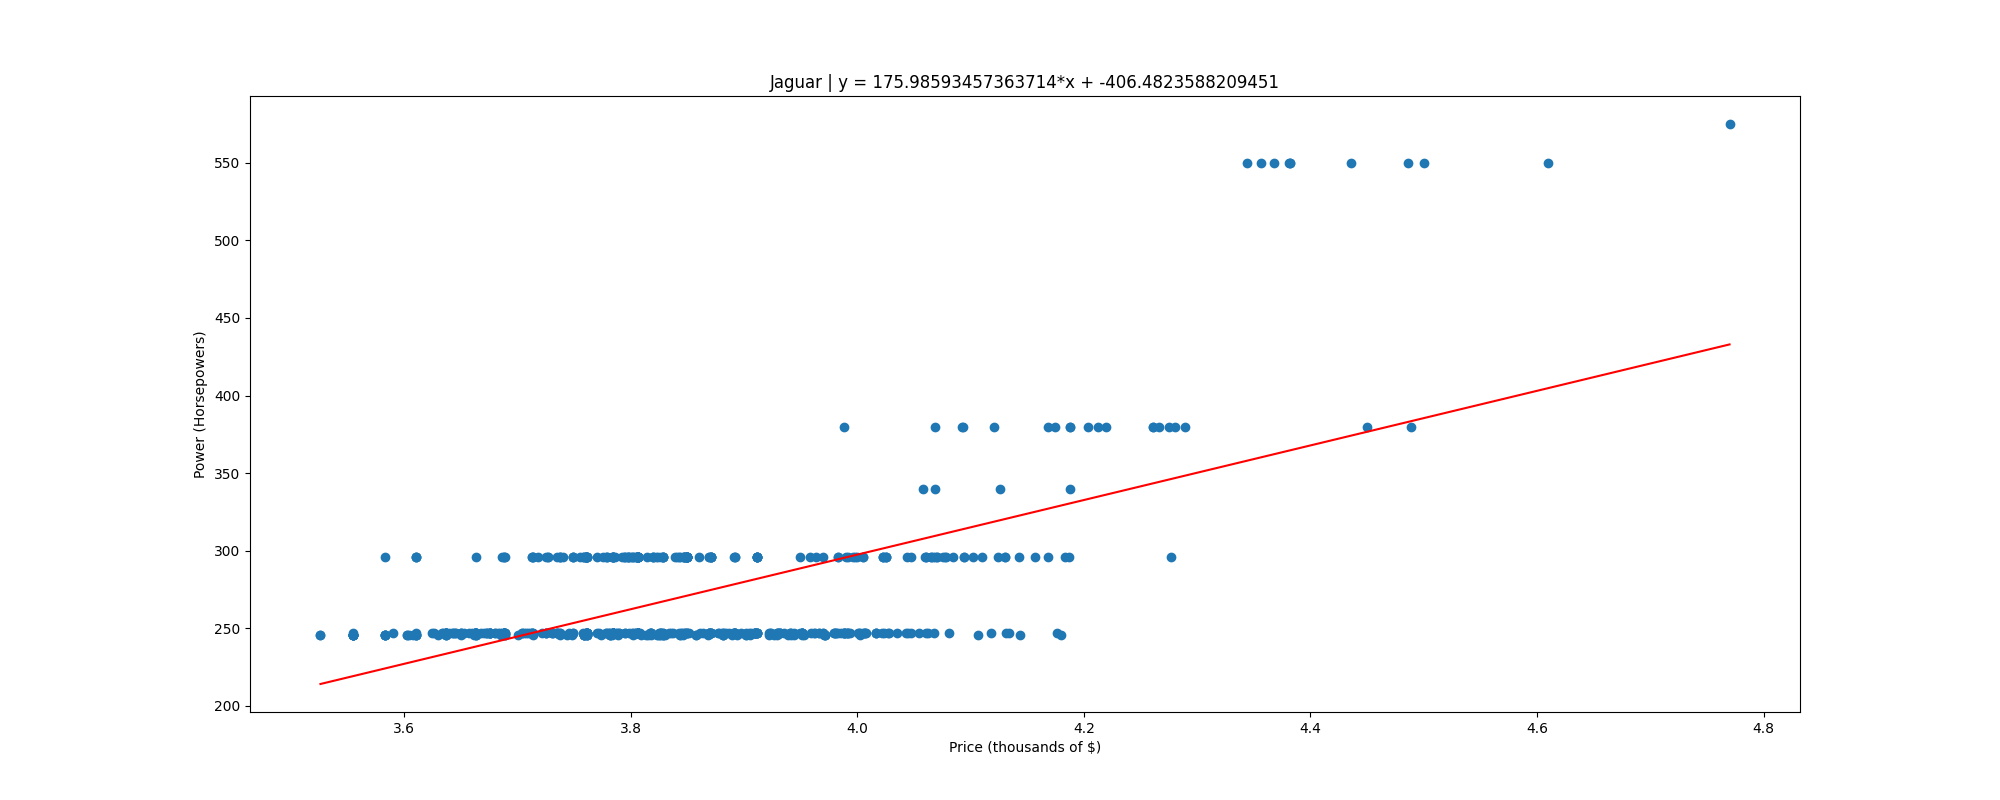 Jaguar | y = 175.98593457363714*x + -406.4823588209451
550
500
450
400
350
300
250
200
Power (Horsepowers)
3.6 3.8 4.0 4.2 4.4 4.6 4.8
Price (thousands of $)